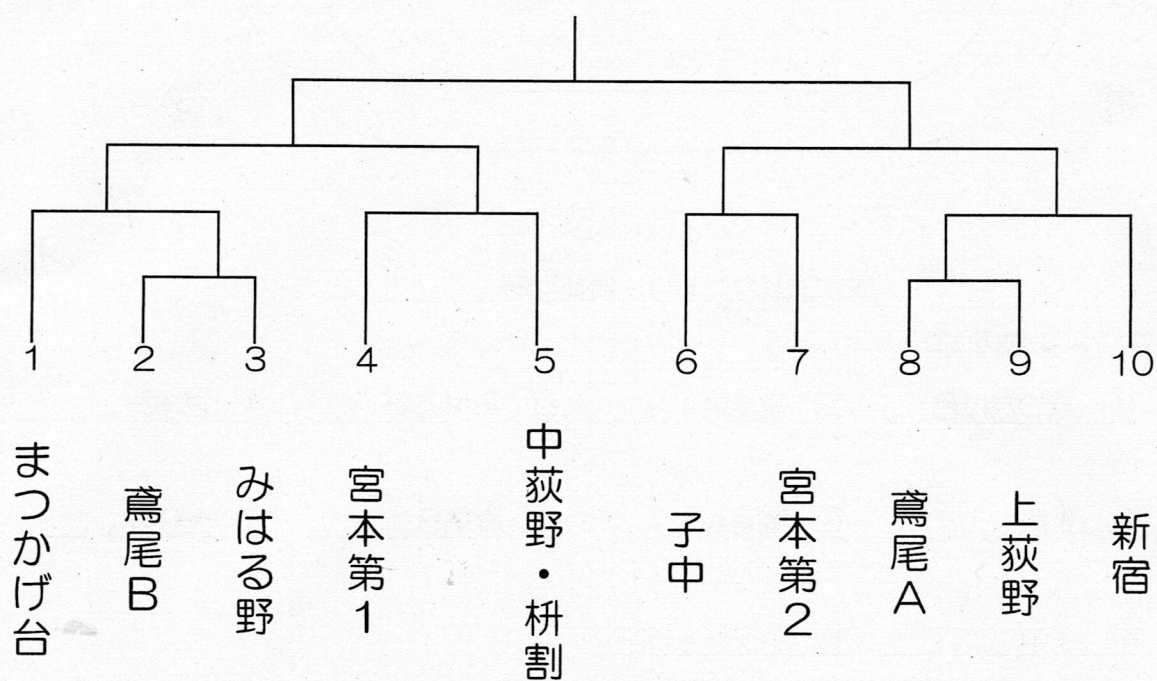 1 2 3 4 5 6 7 8 9 10
まつかげ台
鳶尾B
みはる野
宮本第1
中荻野・枡割
子中
宮本第2
鳶尾A
上荻野
新宿